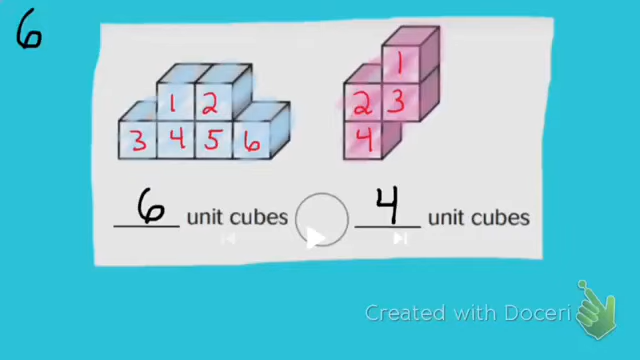 6
1 2
3 4 5 6
1
2 3
4
6 unit cubes 4 unit cubes
Created with Doceri